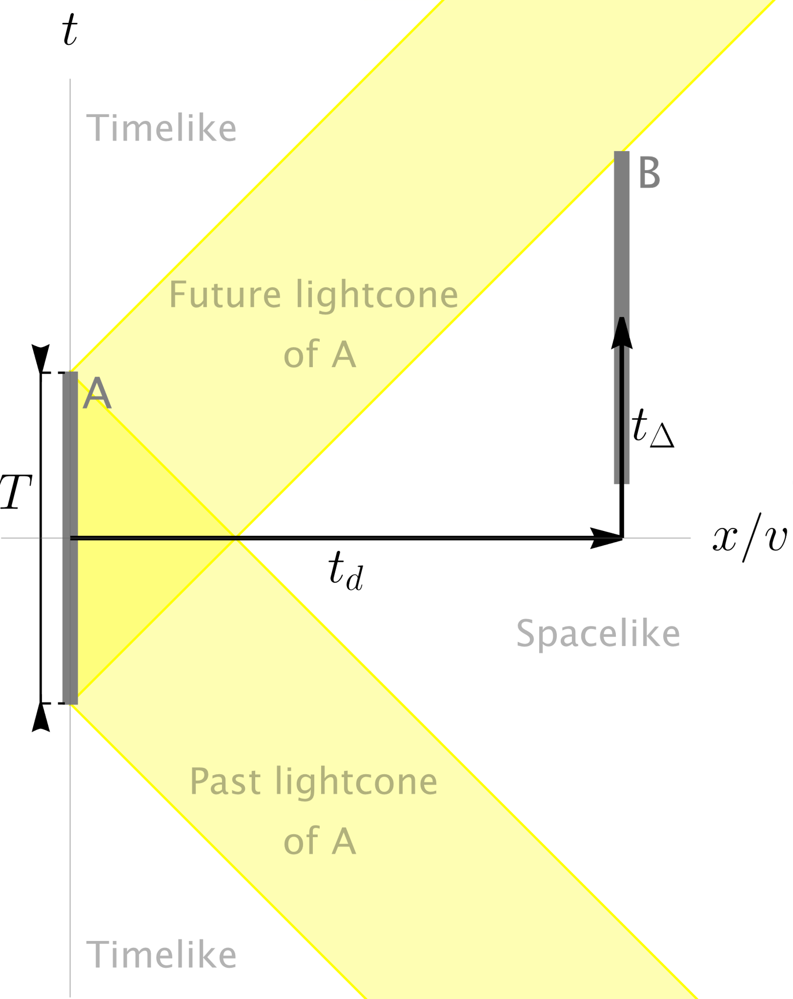 t
Timelike
B
Future lightcone
of A
A
t_Δ
T
x/v
t_d
Spacelike
Past lightcone
of A
Timelike